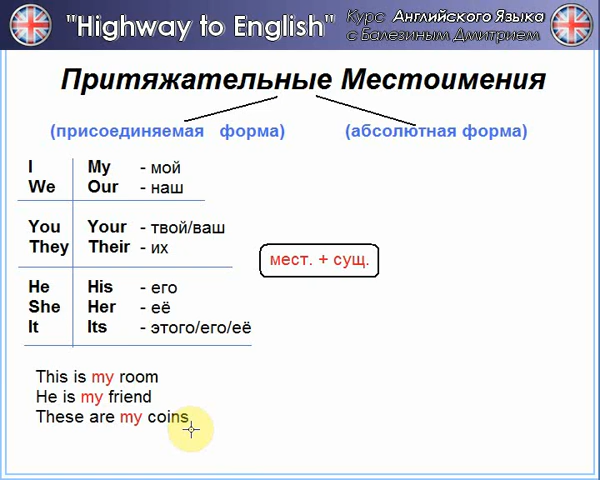 "Highway to English" Курс Английского Языка
с Балезиным Дмитрием
Притяжательные Местоимения
(присоединяемая форма) (абсолютная форма)
I My - мой
We Our - наш
You Your - твой/ваш
They Their - их
мест. + сущ.
He His - его
She Her - её
It Its - этого/его/её
This is my room
He is my friend
These are my coins